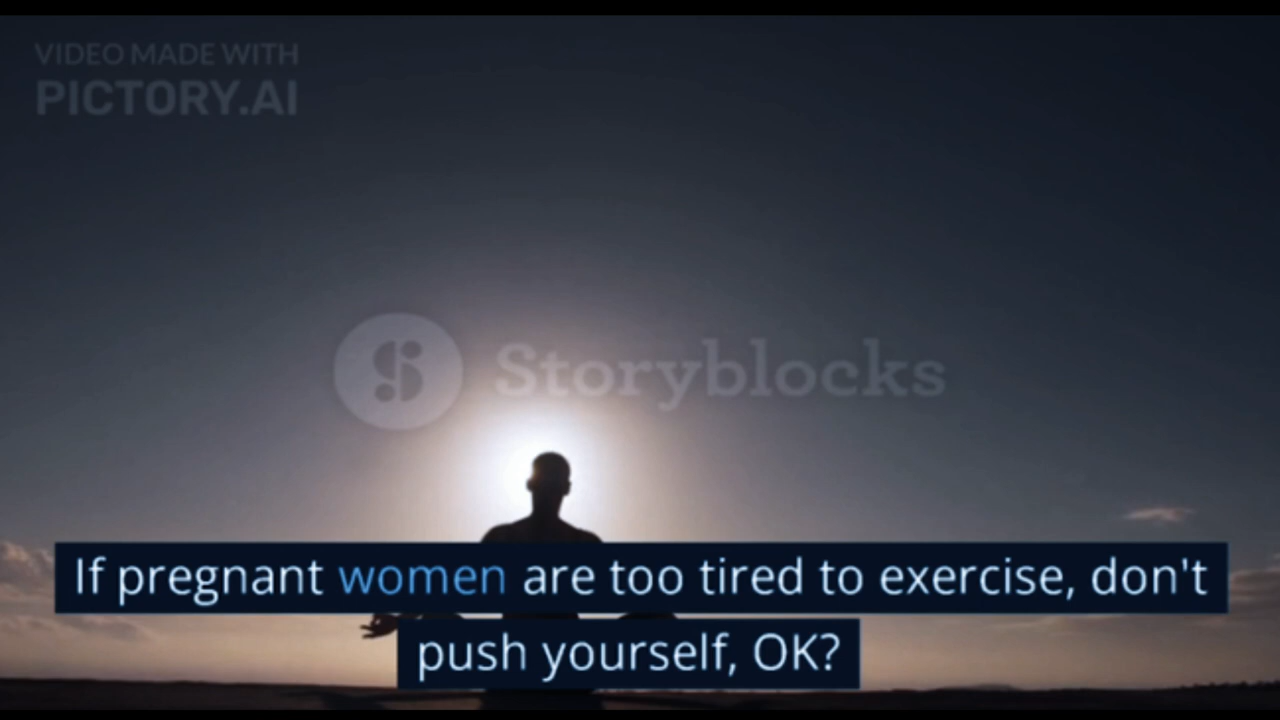 VIDEO MADE WITH
PICTORY.AI
Storyblocks
If pregnant women are too tired to exercise, don't
push yourself, OK?